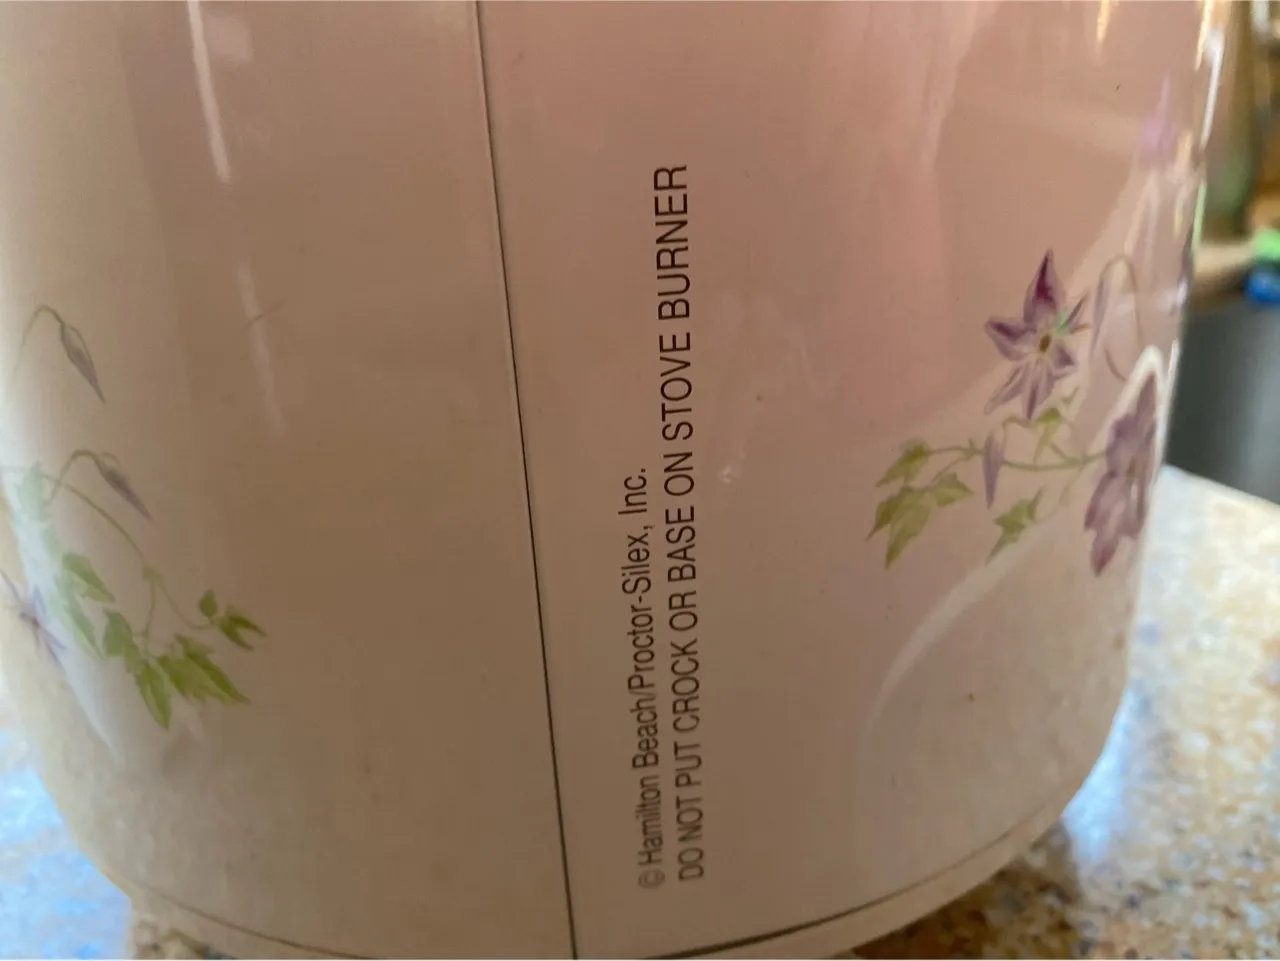 © Hamilton Beach/Proctor-Silex, Inc.
DO NOT PUT CROCK OR BASE ON STOVE BURNER